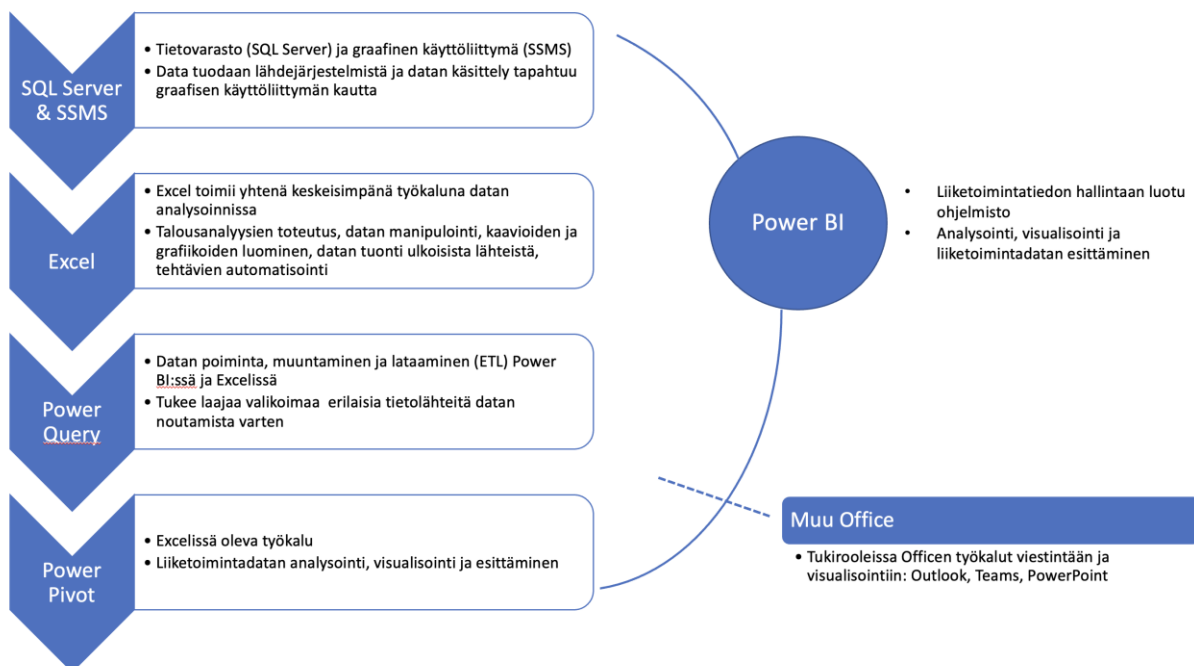 SQL Server
& SSMS
• Tietovarasto (SQL Server) ja graafinen käyttöliittymä (SSMS)
• Data tuodaan lähdejärjestelmistä ja datan käsittely tapahtuu
graafisen käyttöliittymän kautta
Excel
• Excel toimii yhtenä keskeisimpänä työkaluna datan
analysoinnissa
• Talousanalyysien toteutus, datan manipulointi, kaavioiden ja
grafiikoiden luominen, datan tuonti ulkoisista lähteistä,
tehtävien automatisointi
Power
Query
• Datan poiminta, muuntaminen ja lataaminen (ETL) Power
BI:ssä ja Excelissä
• Tukee laajaa valikoimaa erilaisia tietolähteitä datan
noutamista varten
Power
Pivot
• Excelissä oleva työkalu
• Liiketoimintadatan analysointi, visualisointi ja esittäminen
Power BI
• Liiketoimintatiedon hallintaan luotu
ohjelmisto
• Analysointi, visualisointi ja
liiketoimintadatan esittäminen
Muu Office
• Tukirooleissa Officen työkalut viestintään ja
visualisointiin: Outlook, Teams, PowerPoint